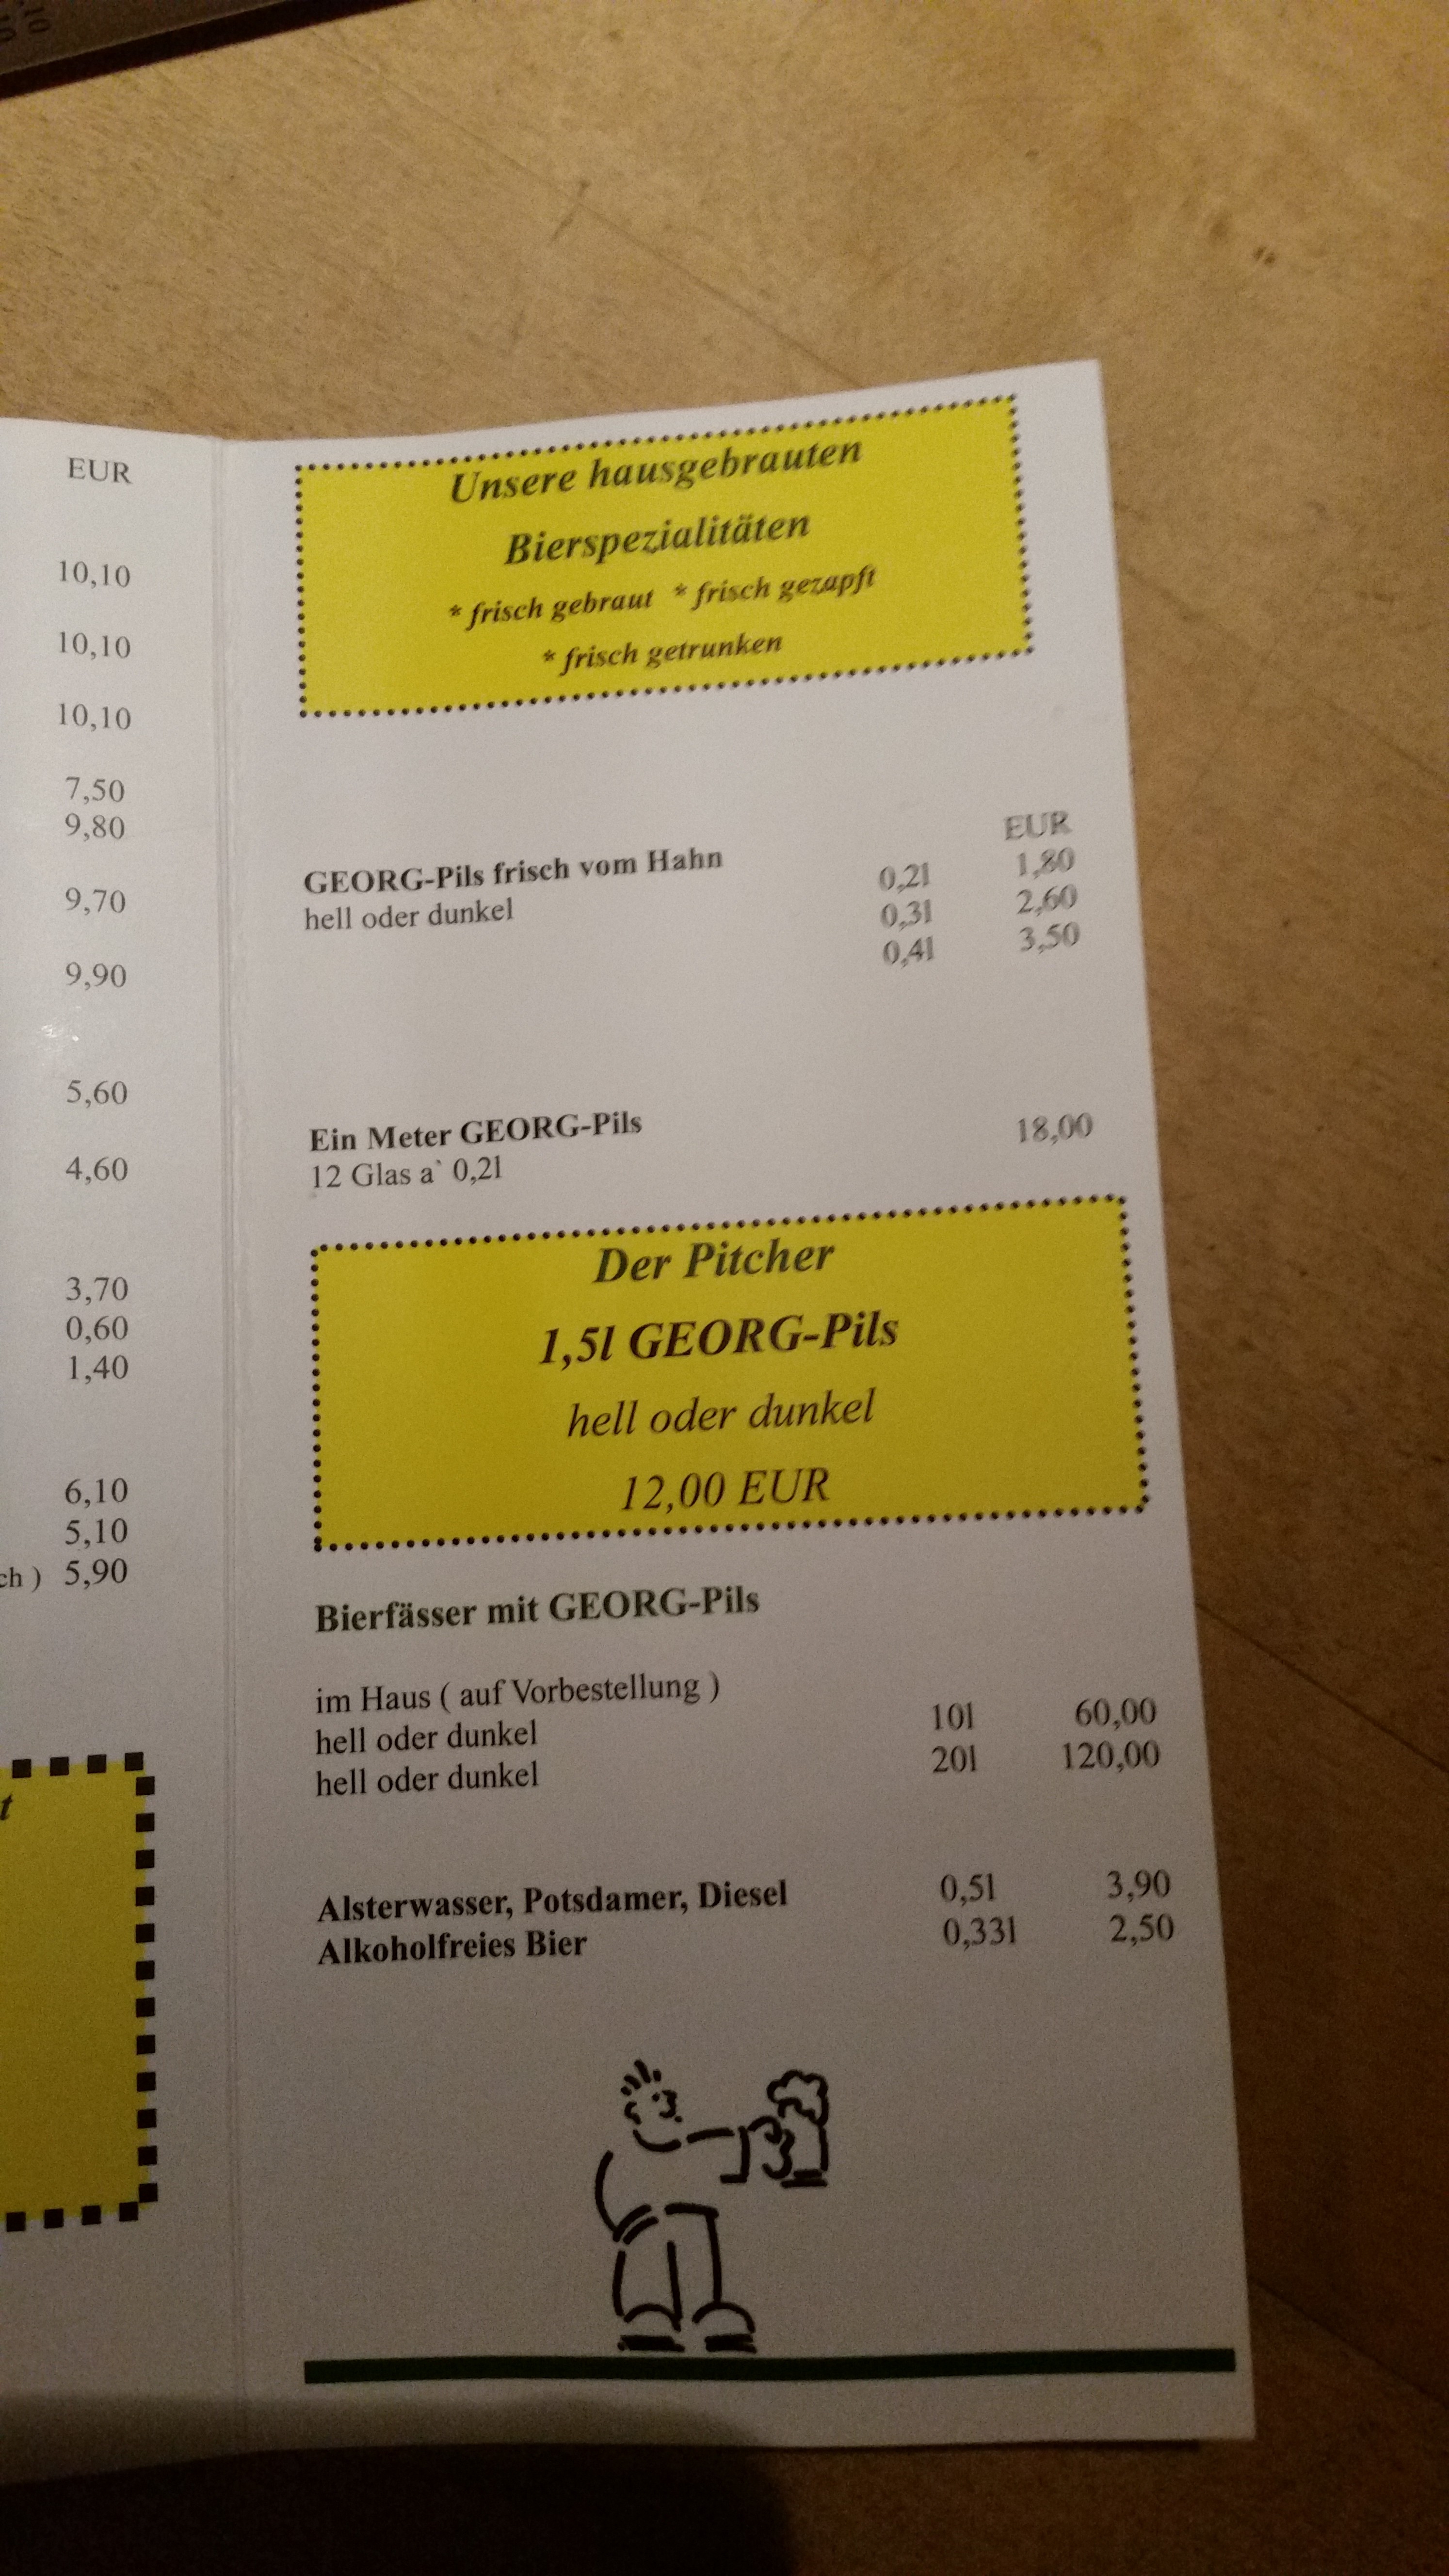 EUR
10,10
10,10
10,10
7,50
9,80
9,70
9,90
5,60
4,60
3,70
0,60
1,40
6,10
5,10
ch ) 5,90
t
Unsere hausgebrauten
Bierspezialitäten
* frisch gebraut * frisch gezapft
* frisch getrunken
EUR
GEORG-Pils frisch vom Hahn 0,2l 1,80
hell oder dunkel 0,3l 2,60
0,4l 3,50
Ein Meter GEORG-Pils 18,00
12 Glas a` 0,2l
Der Pitcher
1,5l GEORG-Pils
hell oder dunkel
12,00 EUR
Bierfässer mit GEORG-Pils
im Haus ( auf Vorbestellung )
hell oder dunkel 10l 60,00
hell oder dunkel 20l 120,00
Alsterwasser, Potsdamer, Diesel 0,5l 3,90
Alkoholfreies Bier 0,33l 2,50